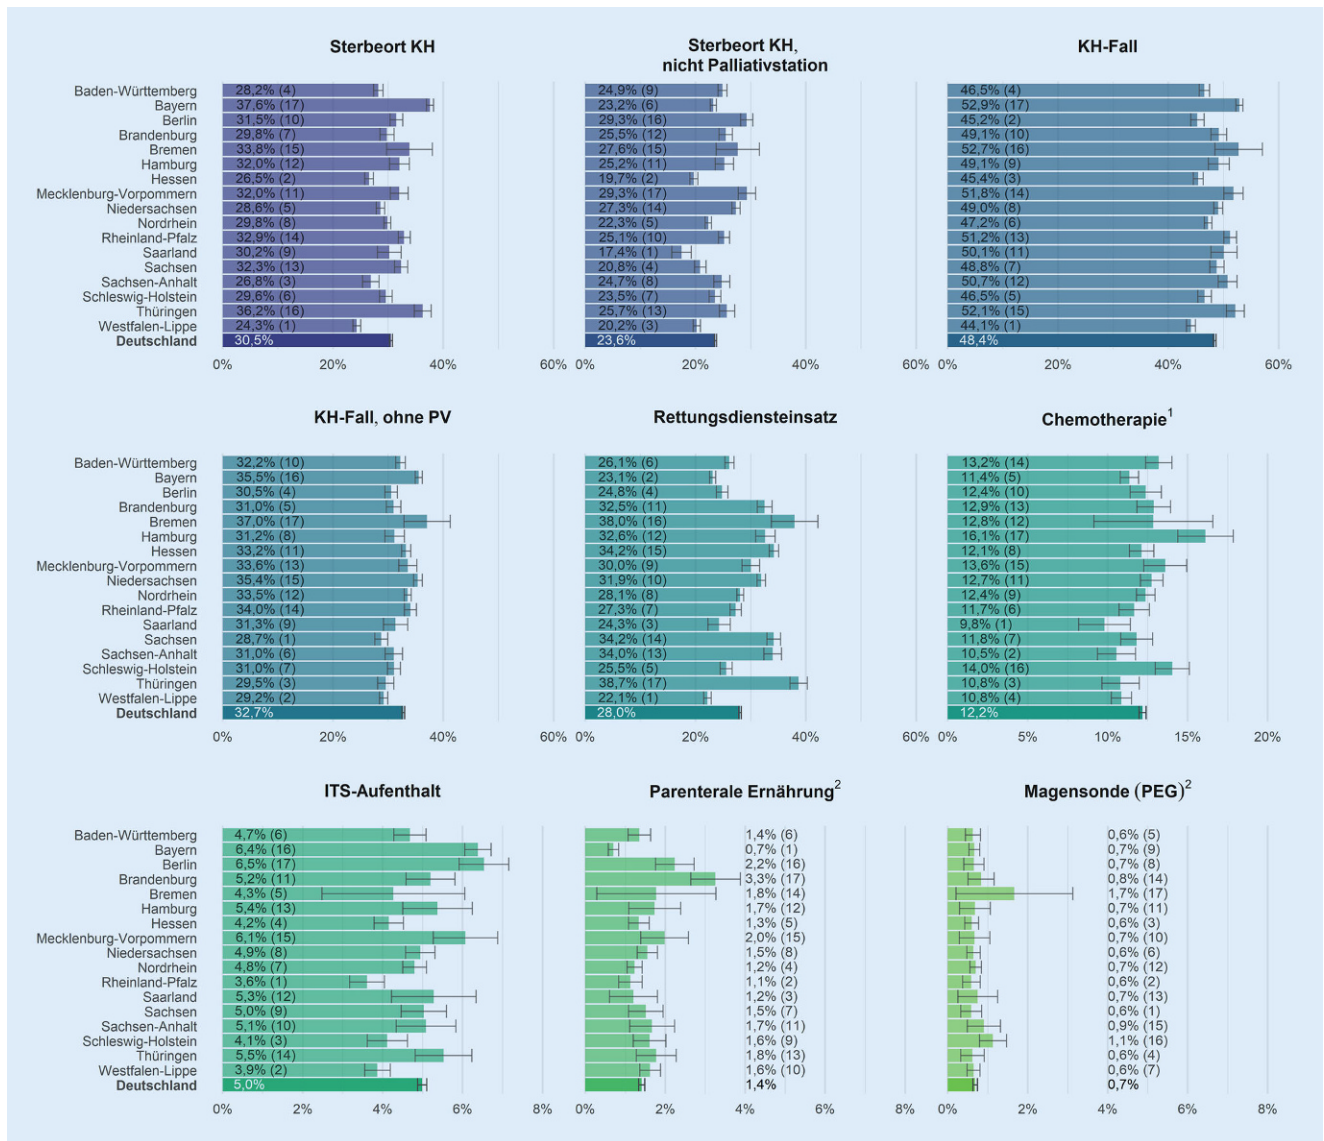 Sterbeort KH
Sterbeort KH,
nicht Palliativstation
KH-Fall
Baden-Württemberg 28,2% (4) 24,9% (9) 46,5% (4)
Bayern 37,6% (17) 23,2% (6) 52,9% (17)
Berlin 31,5% (10) 29,3% (16) 45,2% (2)
Brandenburg 29,8% (7) 25,5% (12) 49,1% (10)
Bremen 33,8% (15) 27,6% (15) 52,7% (16)
Hamburg 32,0% (12) 25,2% (11) 49,1% (9)
Hessen 26,5% (2) 19,7% (2) 45,4% (3)
Mecklenburg-Vorpommern 32,0% (11) 29,3% (17) 51,8% (14)
Niedersachsen 28,6% (5) 27,3% (14) 49,0% (8)
Nordrhein 29,8% (8) 22,3% (5) 47,2% (6)
Rheinland-Pfalz 32,9% (14) 25,1% (10) 51,2% (13)
Saarland 30,2% (9) 17,4% (1) 50,1% (11)
Sachsen 32,3% (13) 20,8% (4) 48,8% (7)
Sachsen-Anhalt 26,8% (3) 24,7% (8) 50,7% (12)
Schleswig-Holstein 29,6% (6) 23,5% (7) 46,5% (5)
Thüringen 36,2% (16) 25,7% (13) 52,1% (15)
Westfalen-Lippe 24,3% (1) 20,2% (3) 44,1% (1)
Deutschland 30,5% 23,6% 48,4%
0% 20% 40% 60% 0% 20% 40% 60% 0% 20% 40% 60%
KH-Fall, ohne PV
Rettungsdiensteinsatz
Chemotherapie1
Baden-Württemberg 32,2% (10) 26,1% (6) 13,2% (14)
Bayern 35,5% (16) 23,1% (2) 11,4% (5)
Berlin 30,5% (4) 24,8% (4) 12,4% (10)
Brandenburg 31,0% (5) 32,5% (11) 12,9% (13)
Bremen 37,0% (17) 38,0% (16) 12,8% (12)
Hamburg 31,2% (8) 32,6% (12) 16,1% (17)
Hessen 33,2% (11) 34,2% (15) 12,1% (8)
Mecklenburg-Vorpommern 33,6% (13) 30,0% (9) 13,6% (15)
Niedersachsen 35,4% (15) 31,9% (10) 12,7% (11)
Nordrhein 33,5% (12) 28,1% (8) 12,4% (9)
Rheinland-Pfalz 34,0% (14) 27,3% (7) 11,7% (6)
Saarland 31,3% (9) 24,3% (3) 9,8% (1)
Sachsen 28,7% (1) 34,2% (14) 11,8% (7)
Sachsen-Anhalt 31,0% (6) 34,0% (13) 10,5% (2)
Schleswig-Holstein 31,0% (7) 25,5% (5) 14,0% (16)
Thüringen 29,5% (3) 38,7% (17) 10,8% (3)
Westfalen-Lippe 29,2% (2) 22,1% (1) 10,8% (4)
Deutschland 32,7% 28,0% 12,2%
0% 20% 40% 60% 0% 20% 40% 60% 0% 5% 10% 15% 20%
ITS-Aufenthalt
Parenterale Ernährung2
Magensonde (PEG)2
Baden-Württemberg 4,7% (6) 1,4% (6) 0,6% (5)
Bayern 6,4% (16) 0,7% (1) 0,7% (9)
Berlin 6,5% (17) 2,2% (16) 0,7% (8)
Brandenburg 5,2% (11) 3,3% (17) 0,8% (14)
Bremen 4,3% (5) 1,8% (14) 1,7% (17)
Hamburg 5,4% (13) 1,7% (12) 0,7% (11)
Hessen 4,2% (4) 1,3% (5) 0,6% (3)
Mecklenburg-Vorpommern 6,1% (15) 2,0% (15) 0,7% (10)
Niedersachsen 4,9% (8) 1,5% (8) 0,6% (6)
Nordrhein 4,8% (7) 1,2% (4) 0,7% (12)
Rheinland-Pfalz 3,6% (1) 1,1% (2) 0,6% (2)
Saarland 5,3% (12) 1,2% (3) 0,7% (13)
Sachsen 5,0% (9) 1,5% (7) 0,6% (1)
Sachsen-Anhalt 5,1% (10) 1,7% (11) 0,9% (15)
Schleswig-Holstein 4,1% (3) 1,6% (9) 1,1% (16)
Thüringen 5,5% (14) 1,8% (13) 0,6% (4)
Westfalen-Lippe 3,9% (2) 1,6% (10) 0,6% (7)
Deutschland 5,0% 1,4% 0,7%
0% 2% 4% 6% 8% 0% 2% 4% 6% 8% 0% 2% 4% 6% 8%